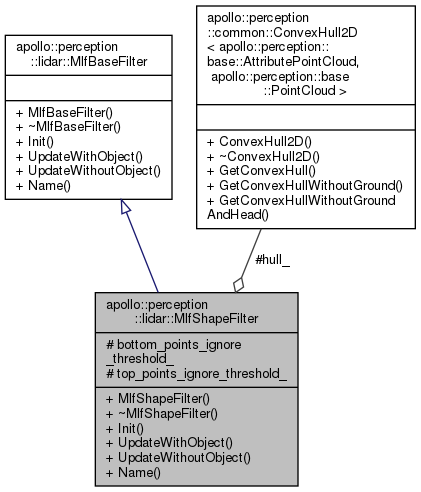 apollo::perception
::lidar::MlfBaseFilter
+ MlfBaseFilter()
+ ~MlfBaseFilter()
+ Init()
+ UpdateWithObject()
+ UpdateWithoutObject()
+ Name()
apollo::perception
::common::ConvexHull2D
< apollo::perception::
base::AttributePointCloud,
apollo::perception::base
::PointCloud >
+ ConvexHull2D()
+ ~ConvexHull2D()
+ GetConvexHull()
+ GetConvexHullWithoutGround()
+ GetConvexHullWithoutGround
AndHead()
#hull_
apollo::perception
::lidar::MlfShapeFilter
# bottom_points_ignore
_threshold_
# top_points_ignore_threshold_
+ MlfShapeFilter()
+ ~MlfShapeFilter()
+ Init()
+ UpdateWithObject()
+ UpdateWithoutObject()
+ Name()